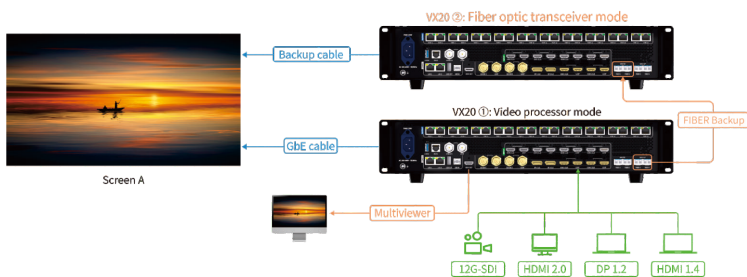 VX20 ②: Fiber optic transceiver mode
Backup cable
VX20 ①: Video processor mode
FIBER Backup
GbE cable
Screen A
Multiviewer
12G-SDI
HDMI 2.0
DP 1.2
HDMI 1.4